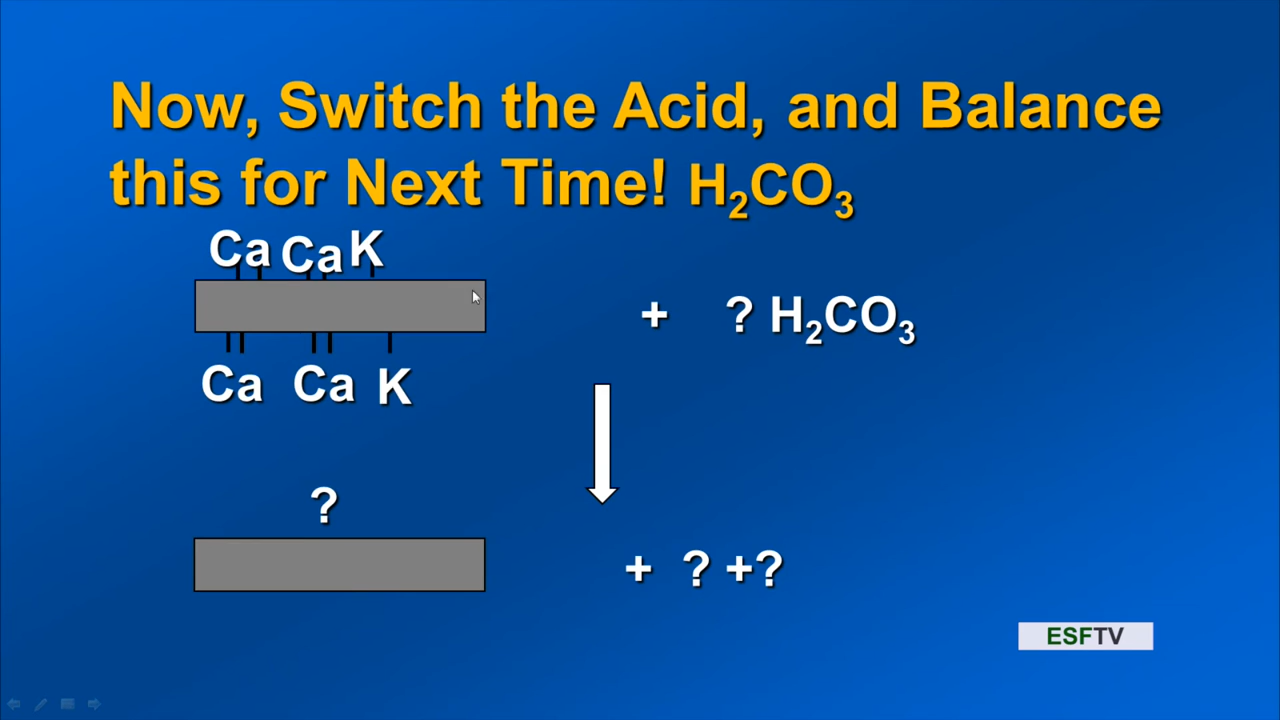 Now, Switch the Acid, and Balance
this for Next Time! H₂CO₃
Ca Ca K
+ ? H₂CO₃
Ca Ca K
?
+ ? +?
ESFTV